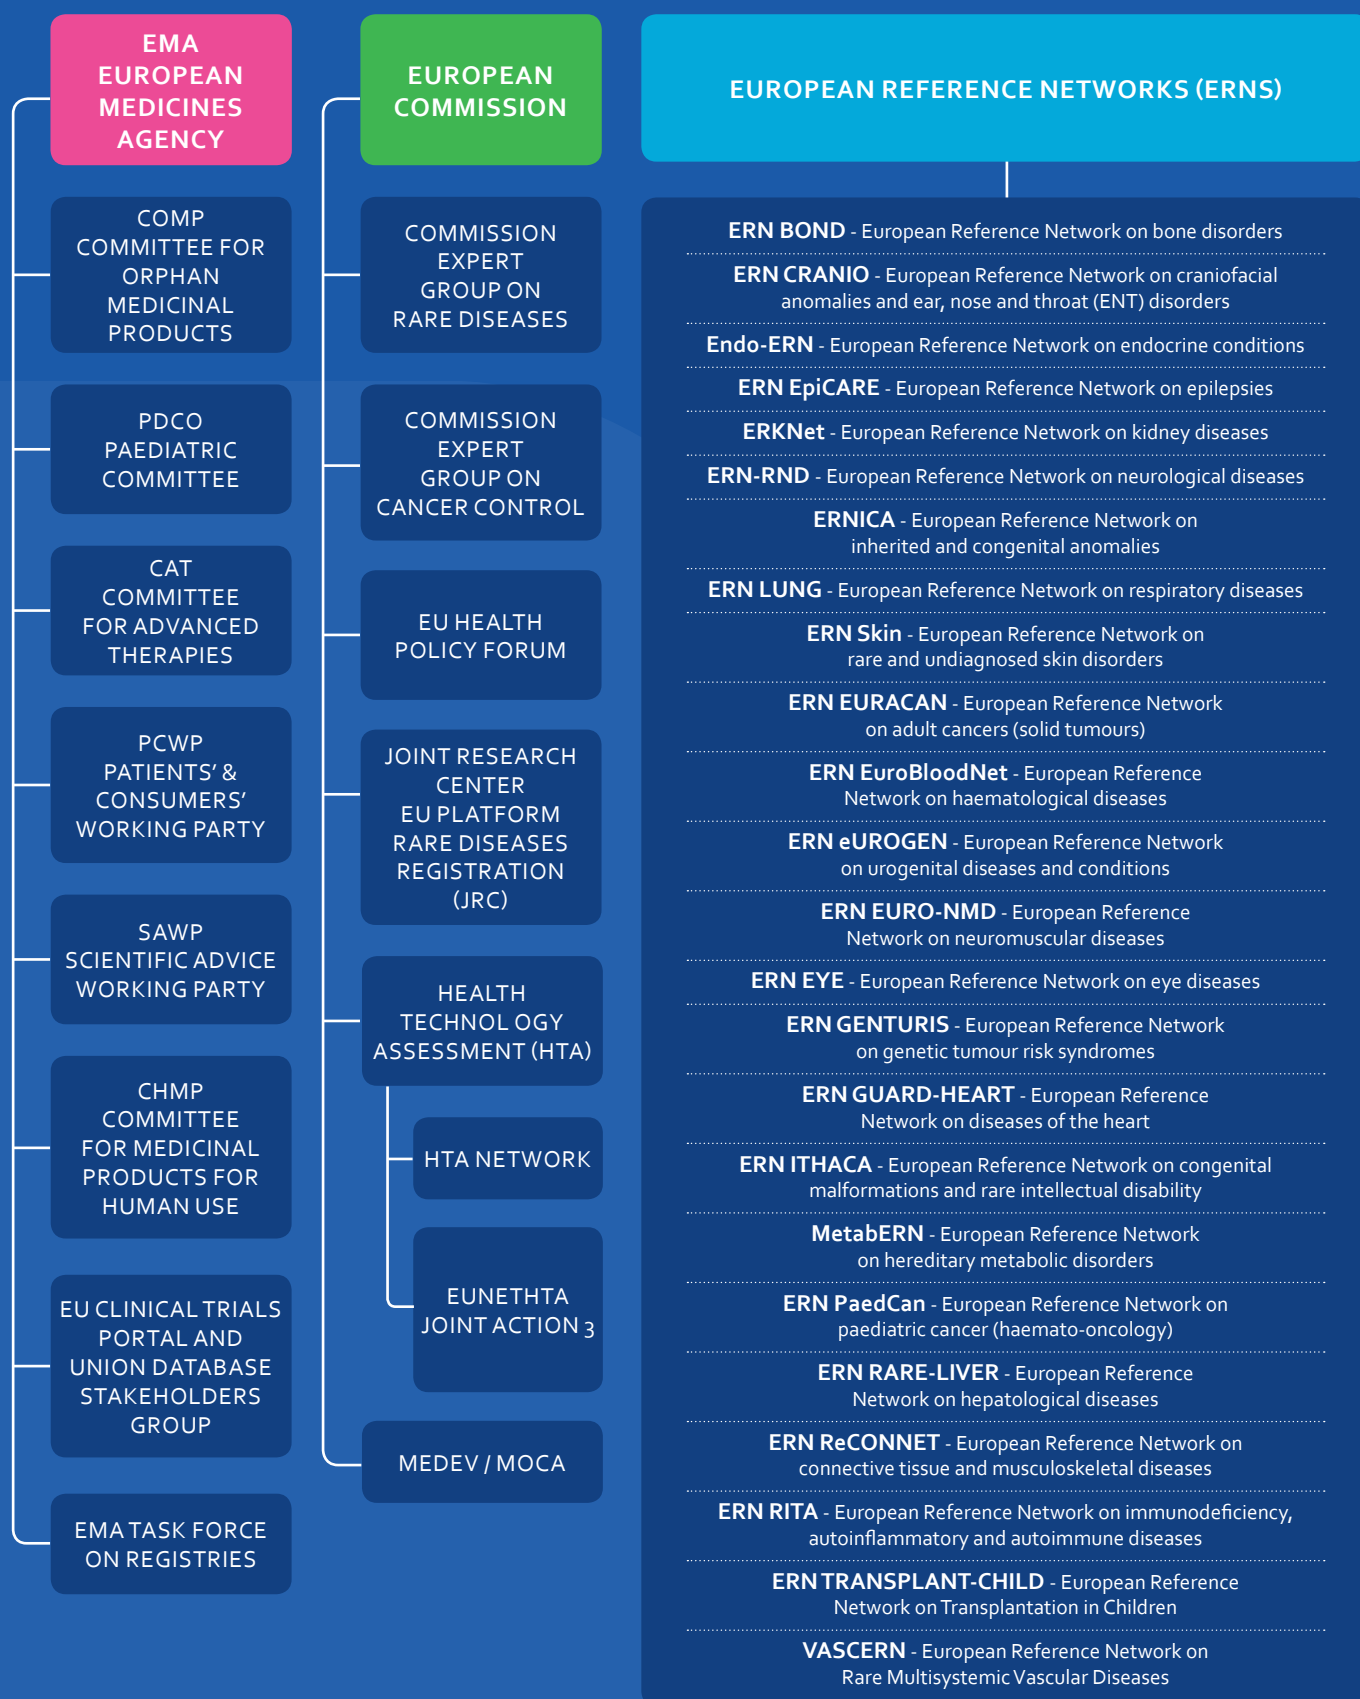 EMA
EUROPEAN
MEDICINES
AGENCY
COMP
COMMITTEE FOR
ORPHAN
MEDICINAL
PRODUCTS
PDCO
PAEDIATRIC
COMMITTEE
CAT
COMMITTEE
FOR ADVANCED
THERAPIES
PCWP
PATIENTS' &
CONSUMERS'
WORKING PARTY
SAWP
SCIENTIFIC ADVICE
WORKING PARTY
CHMP
COMMITTEE
FOR MEDICINAL
PRODUCTS FOR
HUMAN USE
EU CLINICAL TRIALS
PORTAL AND
UNION DATABASE
STAKEHOLDERS
GROUP
EMA TASK FORCE
ON REGISTRIES
EUROPEAN
COMMISSION
COMMISSION
EXPERT
GROUP ON
RARE DISEASES
COMMISSION
EXPERT
GROUP ON
CANCER CONTROL
EU HEALTH
POLICY FORUM
JOINT RESEARCH
CENTER
EU PLATFORM
RARE DISEASES
REGISTRATION
(JRC)
HEALTH
TECHNOL OGY
ASSESSMENT (HTA)
HTA NETWORK
EUNETHTA
JOINT ACTION 3
MEDEV / MOCA
EUROPEAN REFERENCE NETWORKS (ERNS)
ERN BOND - European Reference Network on bone disorders
ERN CRANIO - European Reference Network on craniofacial
anomalies and ear, nose and throat (ENT) disorders
Endo-ERN - European Reference Network on endocrine conditions
ERN EpiCARE - European Reference Network on epilepsies
ERKNet - European Reference Network on kidney diseases
ERN-RND - European Reference Network on neurological diseases
ERNICA - European Reference Network on
inherited and congenital anomalies
ERN LUNG - European Reference Network on respiratory diseases
ERN Skin - European Reference Network on
rare and undiagnosed skin disorders
ERN EURACAN - European Reference Network
on adult cancers (solid tumours)
ERN EuroBloodNet - European Reference
Network on haematological diseases
ERN eUROGEN - European Reference Network
on urogenital diseases and conditions
ERN EURO-NMD - European Reference
Network on neuromuscular diseases
ERN EYE - European Reference Network on eye diseases
ERN GENTURIS - European Reference Network
on genetic tumour risk syndromes
ERN GUARD-HEART - European Reference
Network on diseases of the heart
ERN ITHACA - European Reference Network on congenital
malformations and rare intellectual disability
MetabERN - European Reference Network
on hereditary metabolic disorders
ERN PaedCan - European Reference Network on
paediatric cancer (haemato-oncology)
ERN RARE-LIVER - European Reference
Network on hepatological diseases
ERN ReCONNET - European Reference Network on
connective tissue and musculoskeletal diseases
ERN RITA - European Reference Network on immunodeficiency,
autoinflammatory and autoimmune diseases
ERN TRANSPLANT-CHILD - European Reference
Network on Transplantation in Children
VASCERN - European Reference Network on
Rare Multisystemic Vascular Diseases